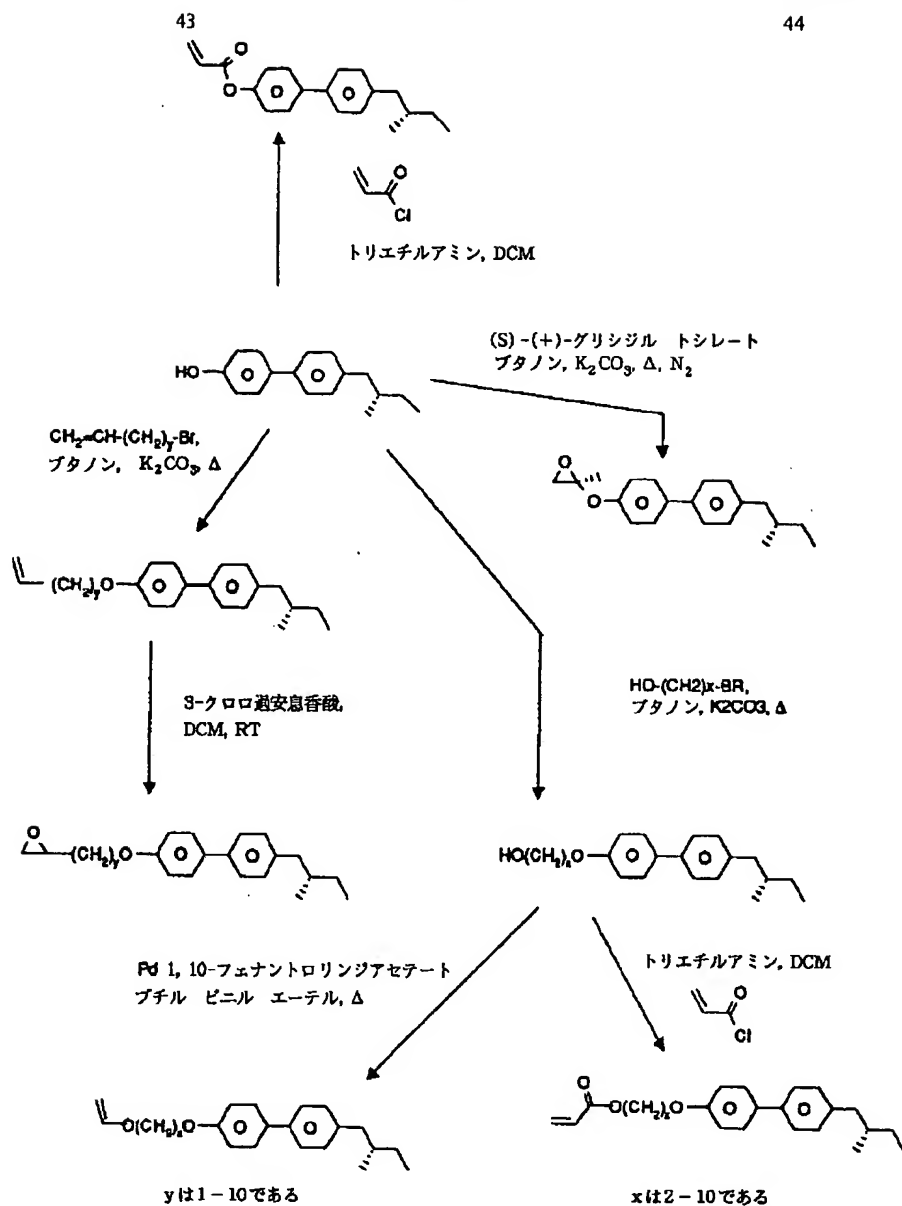 43
44
O
O
O
O
O
Cl
トリエチルアミン, DCM
(S)-(+)-グリシジル トシレート
ブタノン, K₂CO₃, Δ, N₂
HO
O
O
CH₂=CH-(CH₂)y-Br,
ブタノン, K₂CO₃, Δ
O
O
O
O
(CH₂)y O
O
O
3-クロロ過安息香酸,
DCM, RT
HO-(CH2)x-BR,
ブタノン, K2CO3, Δ
O
(CH₂)y O
O
O
HO(CH₂)x O
O
O
Pd 1, 10-フェナントロリンジアセテート
ブチル ビニル エーテル, Δ
トリエチルアミン, DCM
O
Cl
O(CH₂)x O
O
O
O
O(CH₂)x O
O
O
yは1-10である
xは2-10である